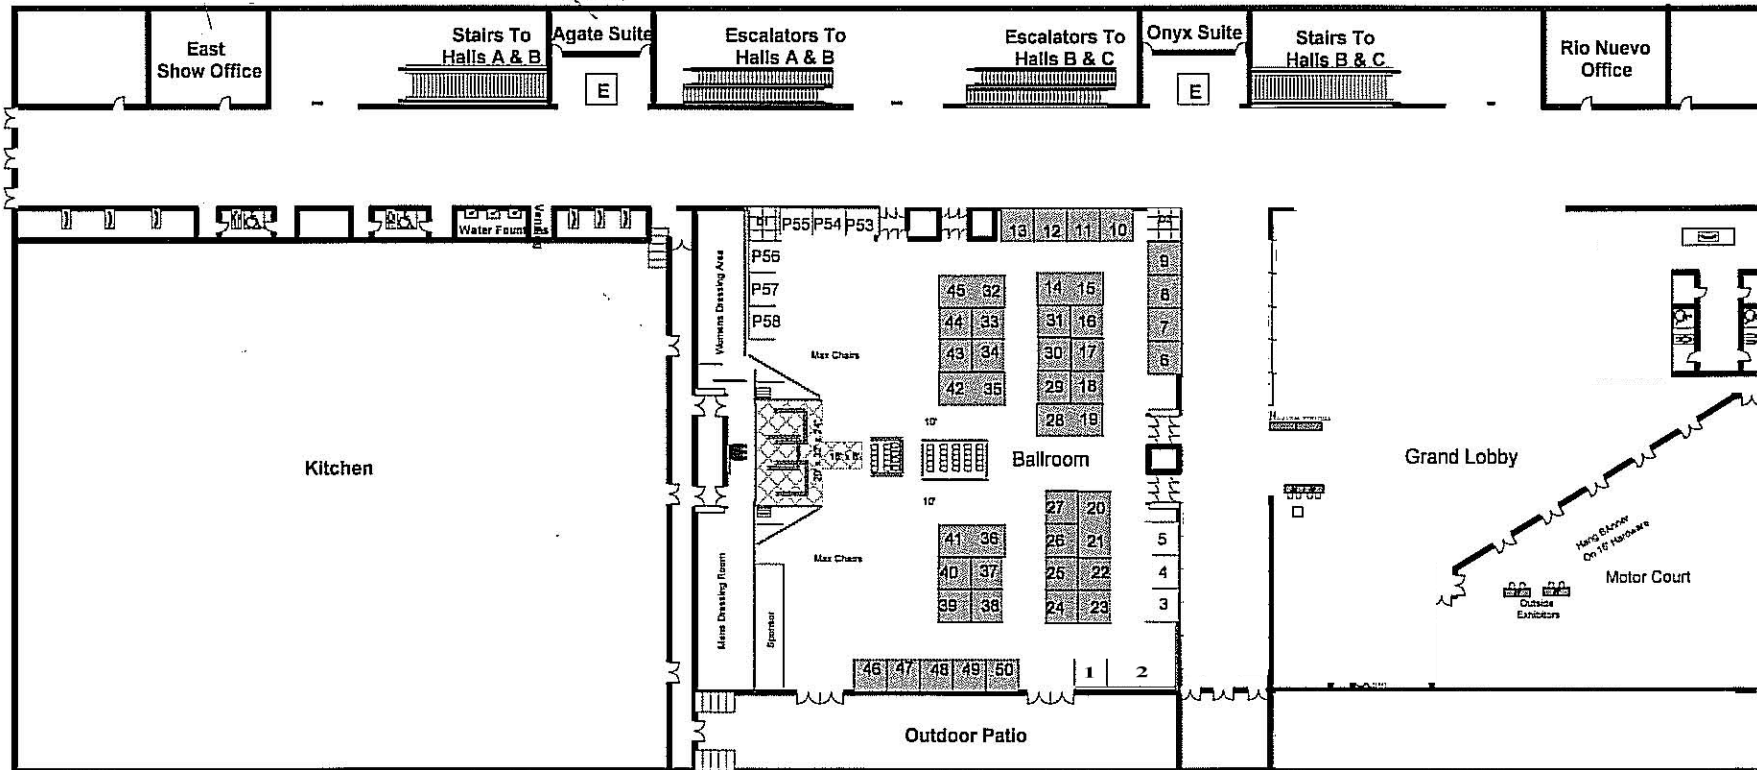 East
Show Office
Stairs To
Halls A & B
Agate Suite
E
Escalators To
Halls A & B
Escalators To
Halls B & C
Onyx Suite
E
Stairs To
Halls B & C
Rio Nuevo
Office
Womens Dressing Area
P55 P54 P53
P56
P57
P58
13 12 11 10
9
8
7
6
45 32
44 33
43 34
42 35
14 15
31 16
30 17
29 18
28 19
Max Chairs
10'
Kitchen
Ballroom
Grand Lobby
10'
27 20
26 21
25 22
24 23
41 36
40 37
39 38
5
4
3
Max Chairs
Mens Dressing Room
Sponsor
Hang Banner
On 16' Hardware
Motor Court
Outside
Exhibitors
46 47 48 49 50
1 2
Outdoor Patio